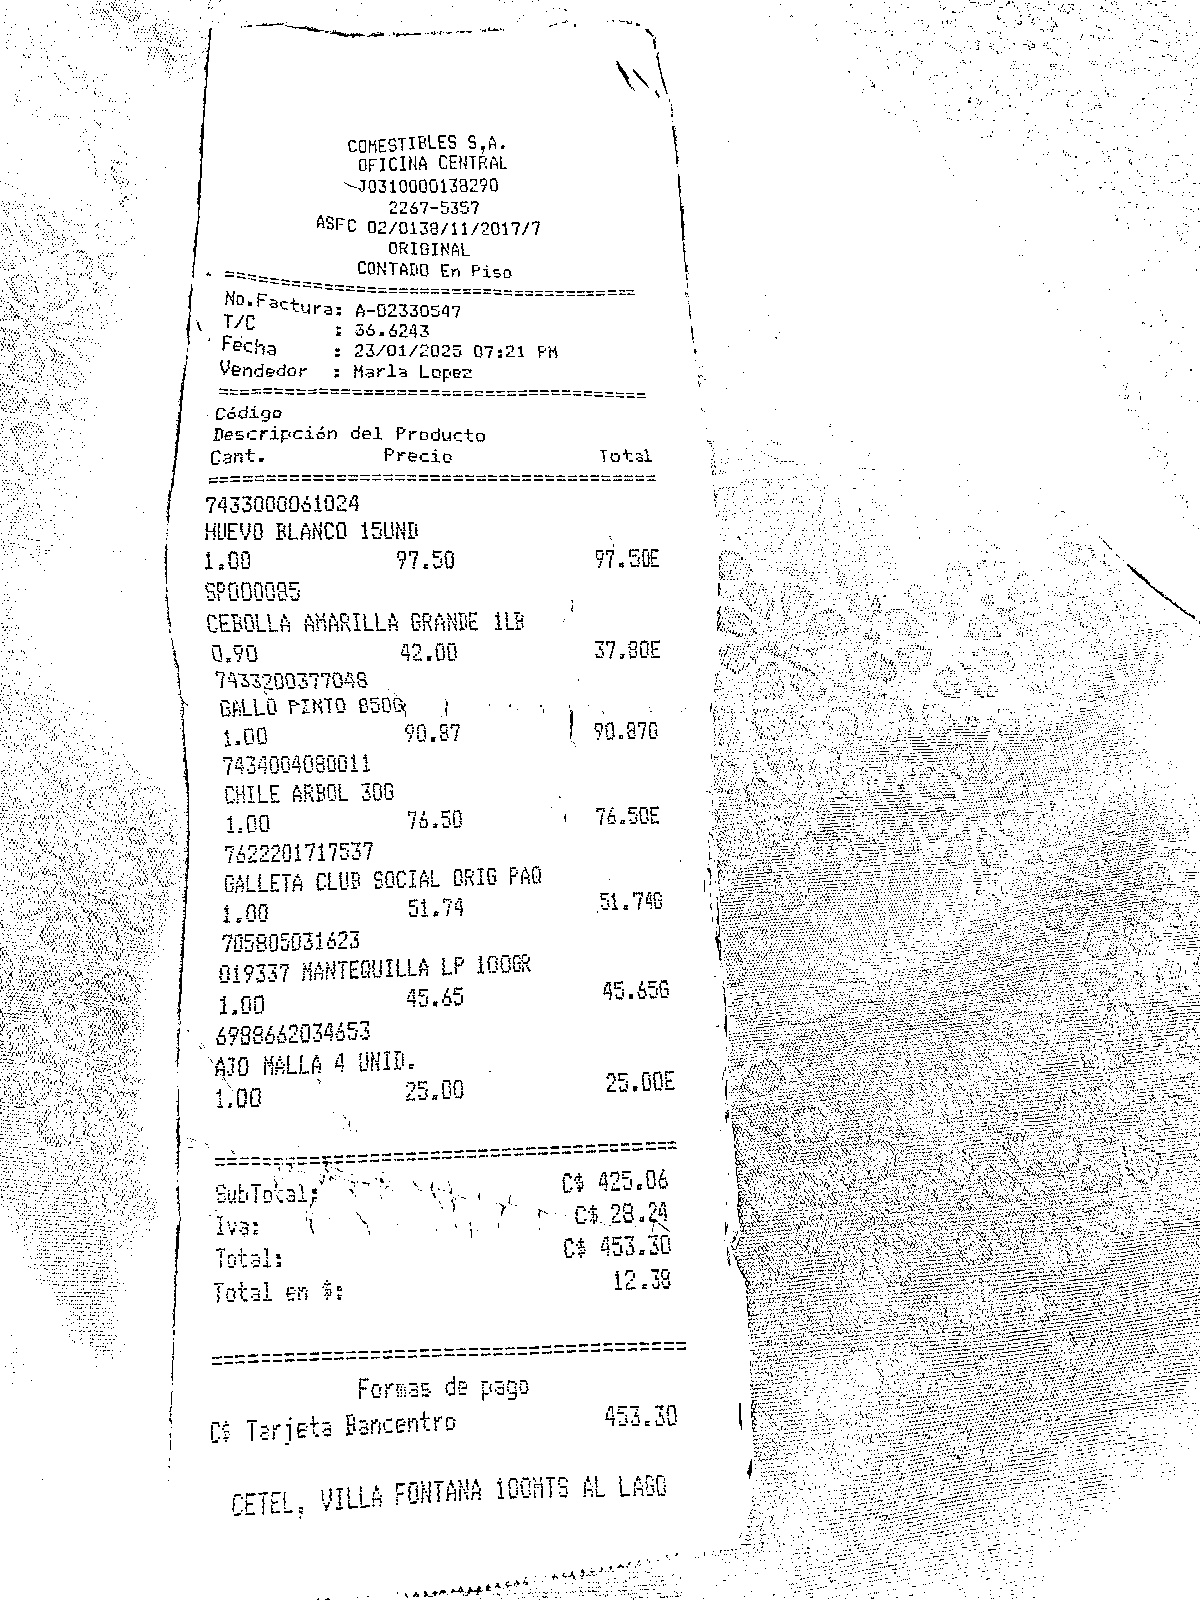 COMESTIBLES S,A.
OFICINA CENTRAL
J0310000138290
2267-5357
ASFC 02/0138/11/2017/7
ORIGINAL
CONTADO En Piso
=====================================
No.Factura: A-02330547
T/C : 36.6243
Fecha : 23/01/2025 07:21 PM
Vendedor : Marla Lopez
=====================================
Código
Descripción del Producto
Cant. Precio Total
=====================================
7433000061024
HUEVO BLANCO 15UND
1.00 97.50 97.50E
SP000085
CEBOLLA AMARILLA GRANDE 1LB
0.90 42.00 37.80E
7433200377048
GALLO PINTO 850G
1.00 90.87 90.87G
7434004080011
CHILE ARBOL 30G
1.00 76.50 76.50E
7622201717537
GALLETA CLUB SOCIAL ORIG PAQ
1.00 51.74 51.74G
705805031623
019337 MANTEQUILLA LP 100GR
1.00 45.65 45.65G
6988662034653
AJO MALLA 4 UNID.
1.00 25.00 25.00E
=====================================
SubTotal: C$ 425.06
Iva: C$ 28.24
Total: C$ 453.30
Total en $: 12.38
=====================================
Formas de pago
C$ Tarjeta Bancentro 453.30
CETEL, VILLA FONTANA 100MTS AL LAGO